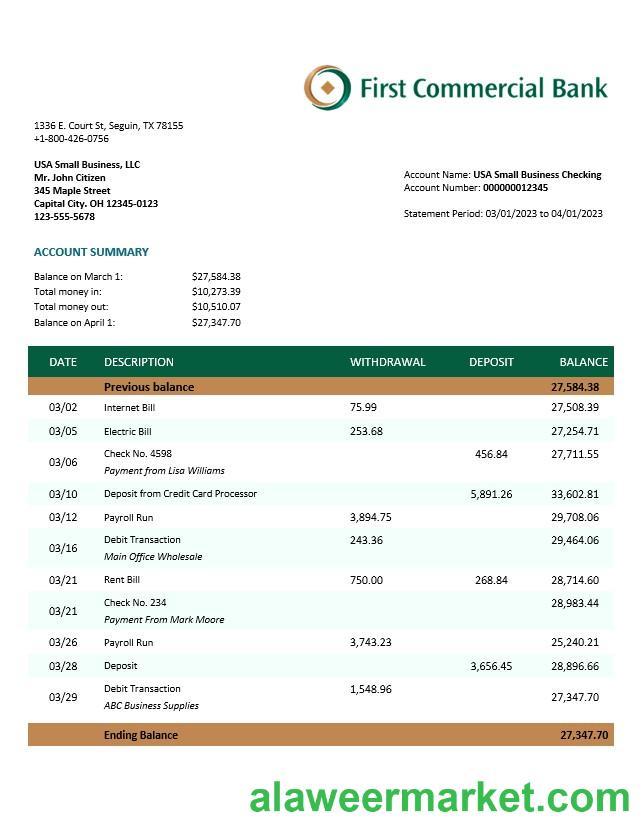 First Commercial Bank
1336 E. Court St, Seguin, TX 78155
+1-800-426-0756
USA Small Business, LLC
Mr. John Citizen
345 Maple Street
Capital City. OH 12345-0123
123-555-5678
Account Name: USA Small Business Checking
Account Number: 000000012345
Statement Period: 03/01/2023 to 04/01/2023
ACCOUNT SUMMARY
Balance on March 1: $27,584.38
Total money in: $10,273.39
Total money out: $10,510.07
Balance on April 1: $27,347.70
DATE DESCRIPTION WITHDRAWAL DEPOSIT BALANCE
Previous balance 27,584.38
03/02 Internet Bill 75.99 27,508.39
03/05 Electric Bill 253.68 27,254.71
03/06 Check No. 4598 456.84 27,711.55
Payment from Lisa Williams
03/10 Deposit from Credit Card Processor 5,891.26 33,602.81
03/12 Payroll Run 3,894.75 29,708.06
03/16 Debit Transaction 243.36 29,464.06
Main Office Wholesale
03/21 Rent Bill 750.00 268.84 28,714.60
03/21 Check No. 234 28,983.44
Payment From Mark Moore
03/26 Payroll Run 3,743.23 25,240.21
03/28 Deposit 3,656.45 28,896.66
03/29 Debit Transaction 1,548.96 27,347.70
ABC Business Supplies
Ending Balance 27,347.70
alaweermarket.com